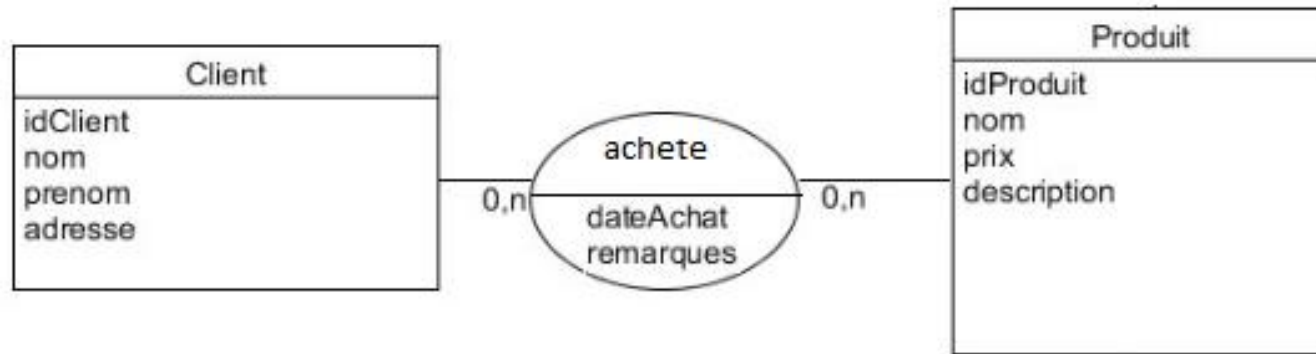 Client
idClient
nom
prenom
adresse
0,n
achete
dateAchat
remarques
0,n
Produit
idProduit
nom
prix
description